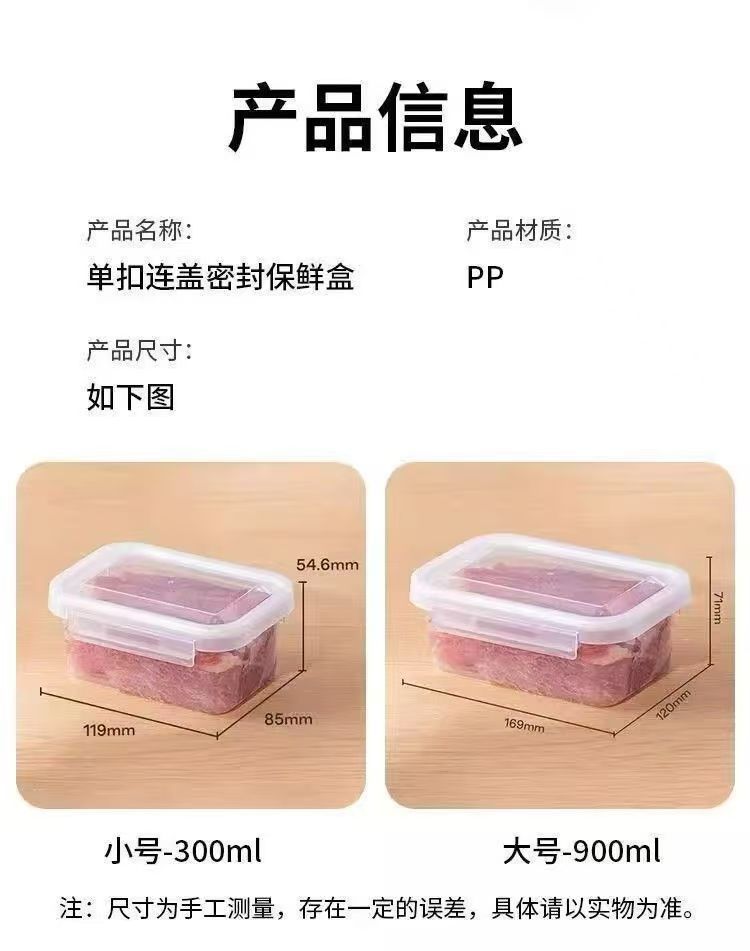 产品信息
产品名称：
产品材质：
单扣连盖密封保鲜盒
PP
产品尺寸：
如下图
54.6mm
119mm
85mm
71mm
169mm
120mm
小号-300ml
大号-900ml
注：尺寸为手工测量，存在一定的误差，具体请以实物为准。